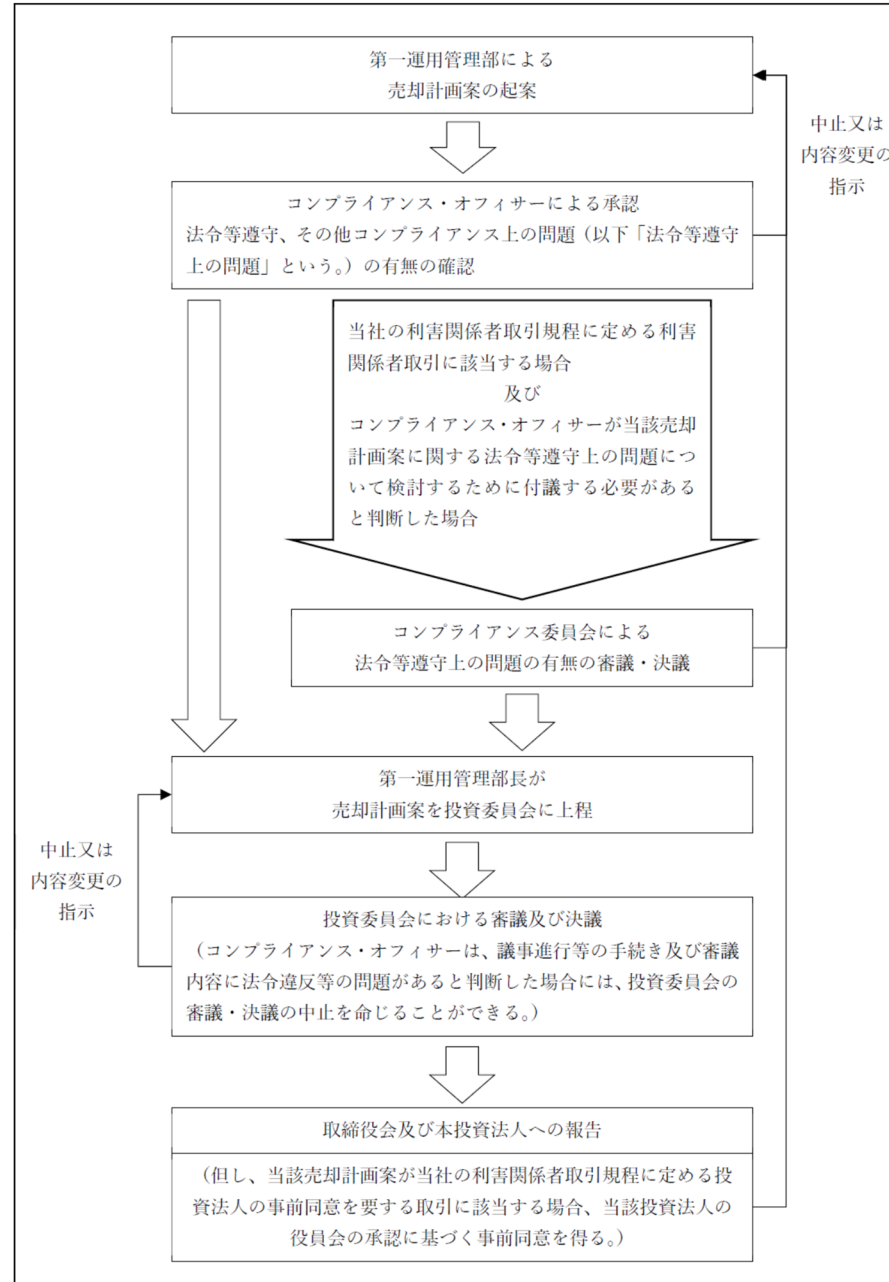 第一運用管理部による
売却計画案の起案
中止又は
内容変更の
指示
コンプライアンス・オフィサーによる承認
法令等遵守、その他コンプライアンス上の問題（以下「法令等遵守
上の問題」という。）の有無の確認
当社の利害関係者取引規程に定める利害
関係者取引に該当する場合
及び
コンプライアンス・オフィサーが当該売却
計画案に関する法令等遵守上の問題につ
いて検討するために付議する必要がある
と判断した場合
コンプライアンス委員会による
法令等遵守上の問題の有無の審議・決議
第一運用管理部長が
売却計画案を投資委員会に上程
中止又は
内容変更の
指示
投資委員会における審議及び決議
（コンプライアンス・オフィサーは、議事進行等の手続き及び審議
内容に法令違反等の問題があると判断した場合には、投資委員会の
審議・決議の中止を命じることができる。）
取締役会及び本投資法人への報告
（但し、当該売却計画案が当社の利害関係者取引規程に定める投
資法人の事前同意を要する取引に該当する場合、当該投資法人の
役員会の承認に基づく事前同意を得る。）